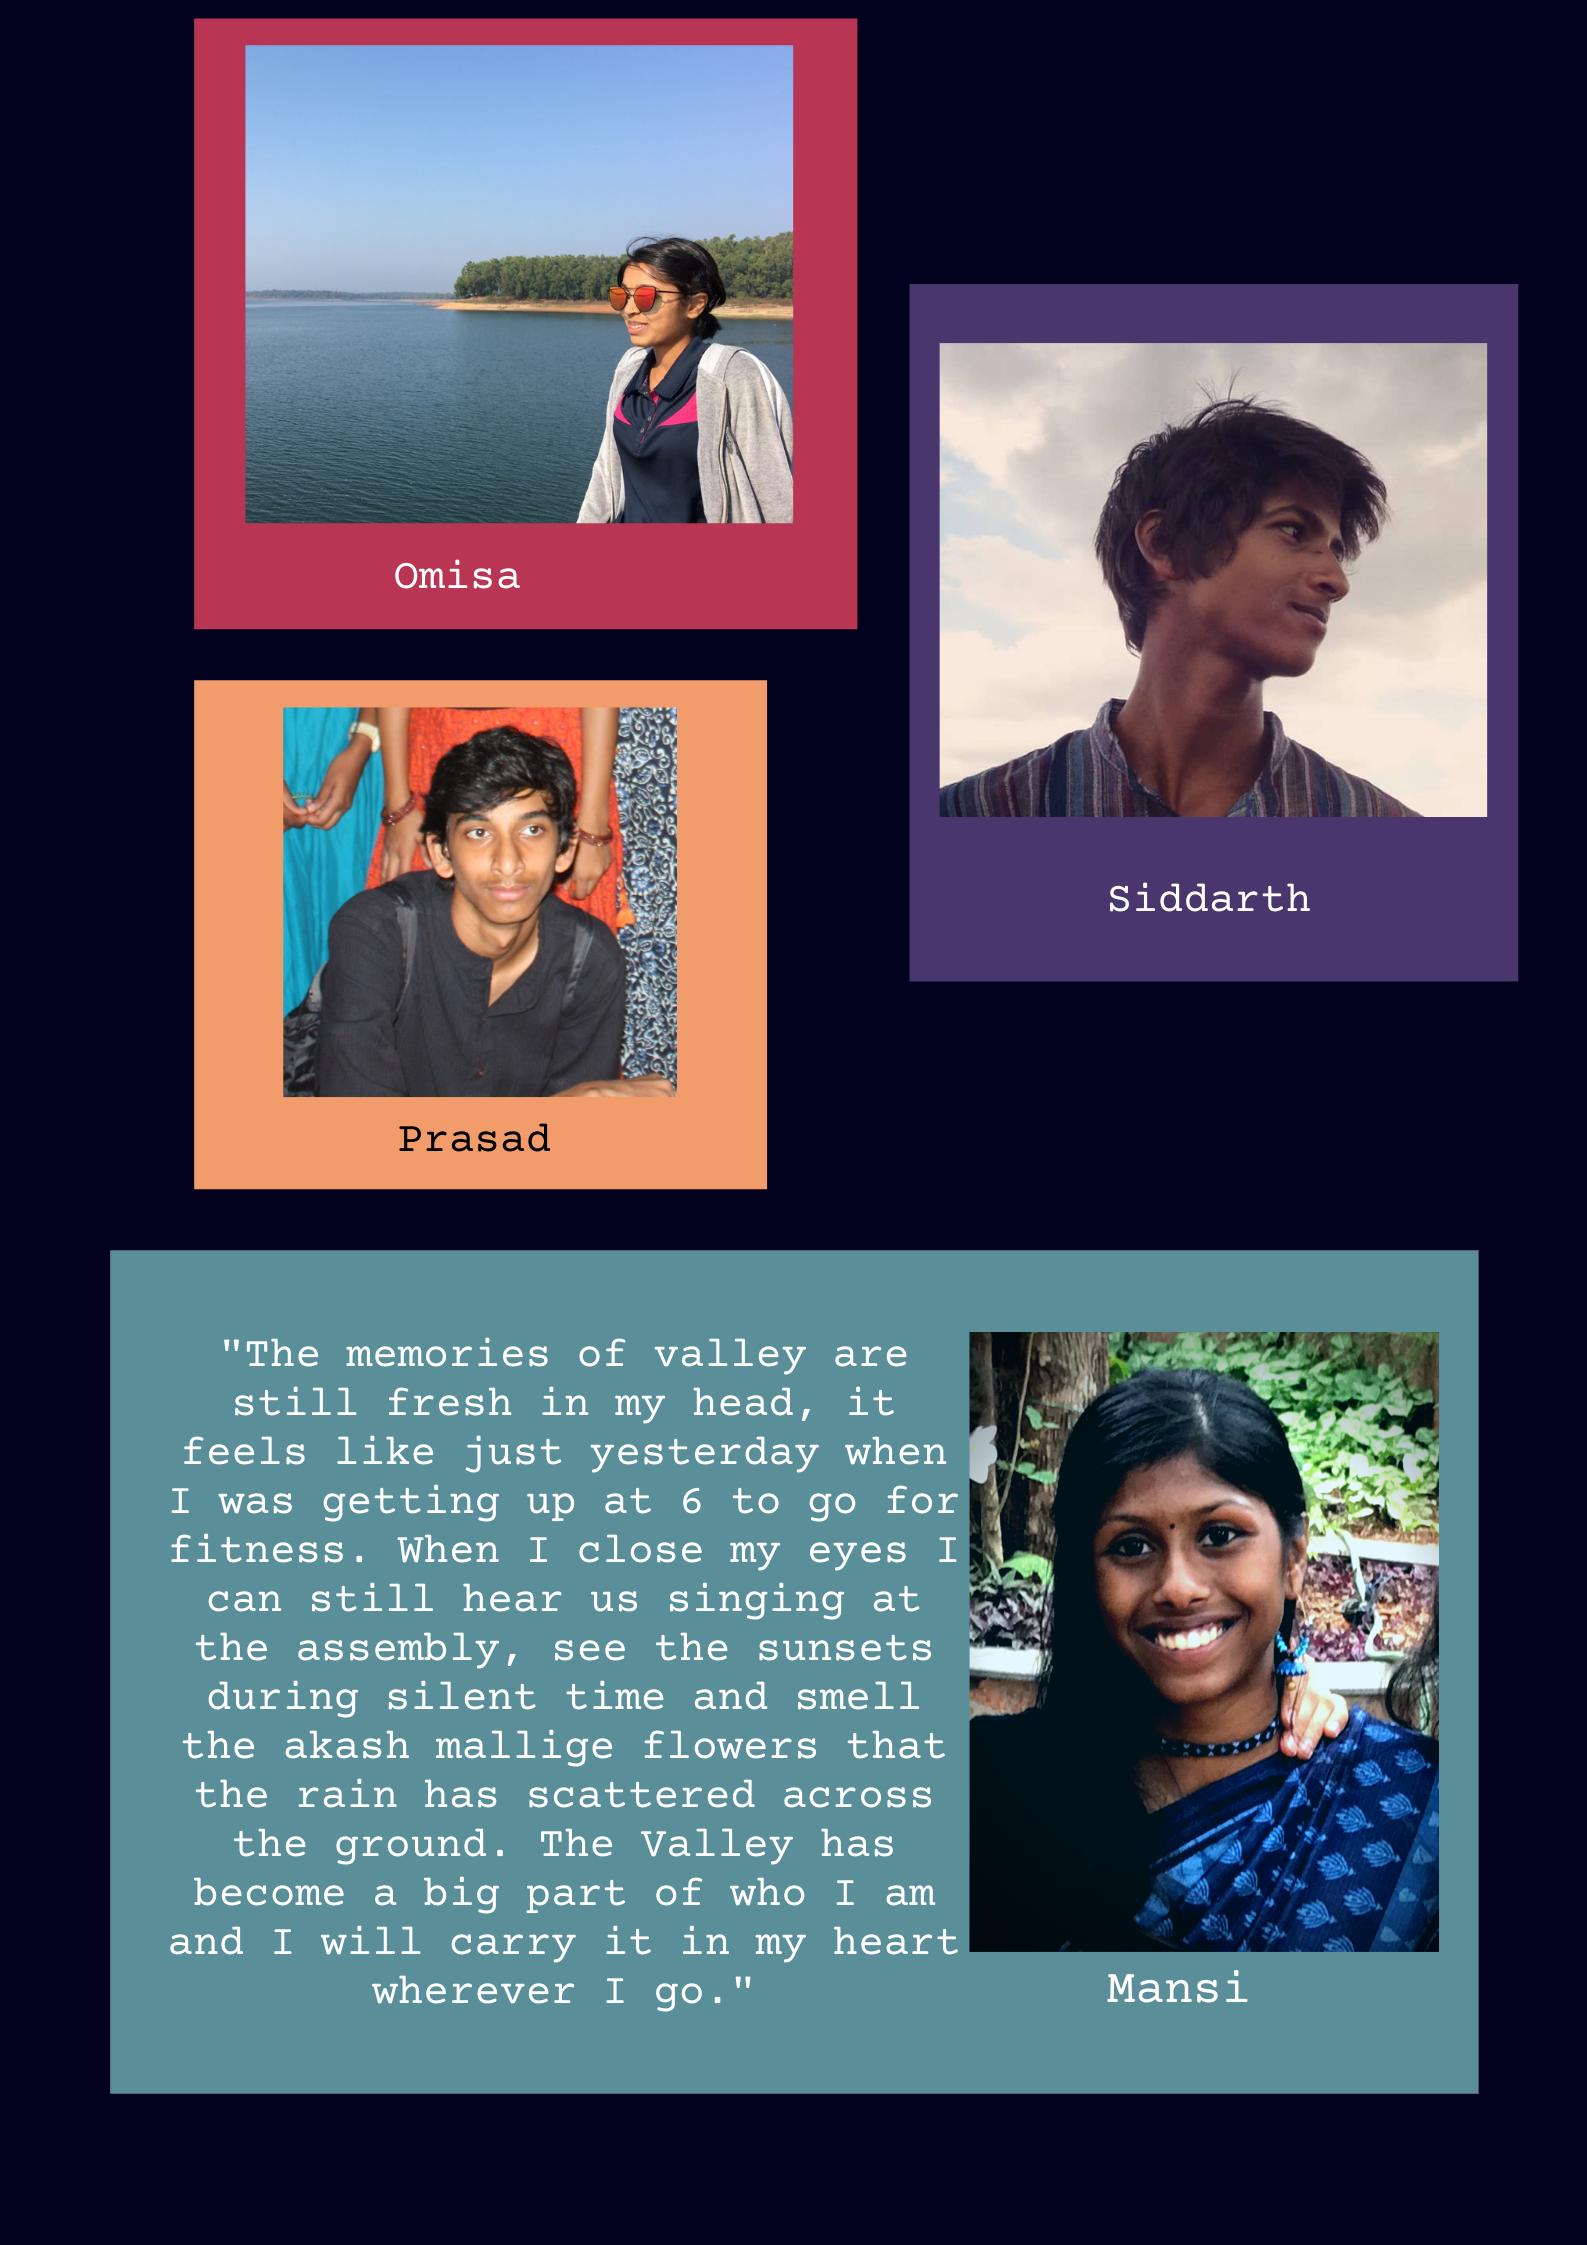 Omisa
Siddarth
Prasad
"The memories of valley are
still fresh in my head, it
feels like just yesterday when
I was getting up at 6 to go for
fitness. When I close my eyes I
can still hear us singing at
the assembly, see the sunsets
during silent time and smell
the akash mallige flowers that
the rain has scattered across
the ground. The Valley has
become a big part of who I am
and I will carry it in my heart
wherever I go."
Mansi